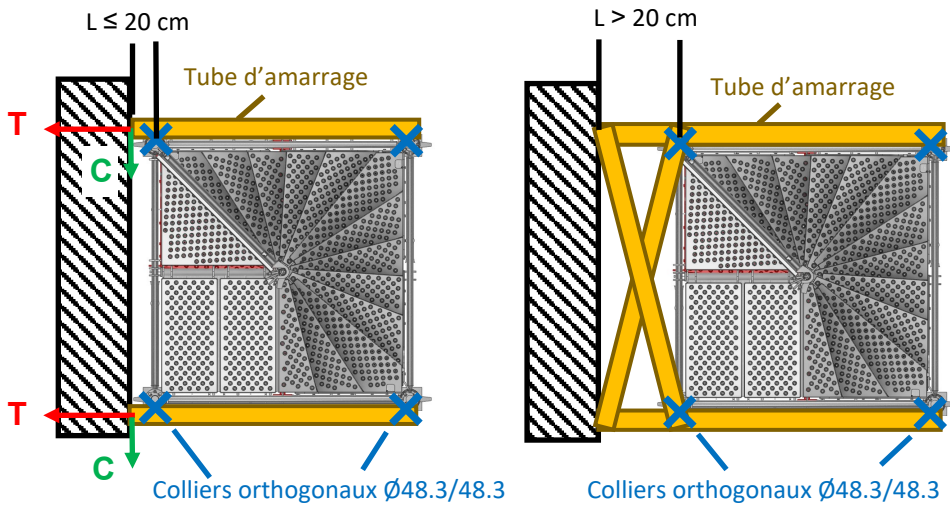 L ≤ 20 cm
Tube d'amarrage
T
C
T
C
Colliers orthogonaux Ø48.3/48.3
L > 20 cm
Tube d'amarrage
Colliers orthogonaux Ø48.3/48.3